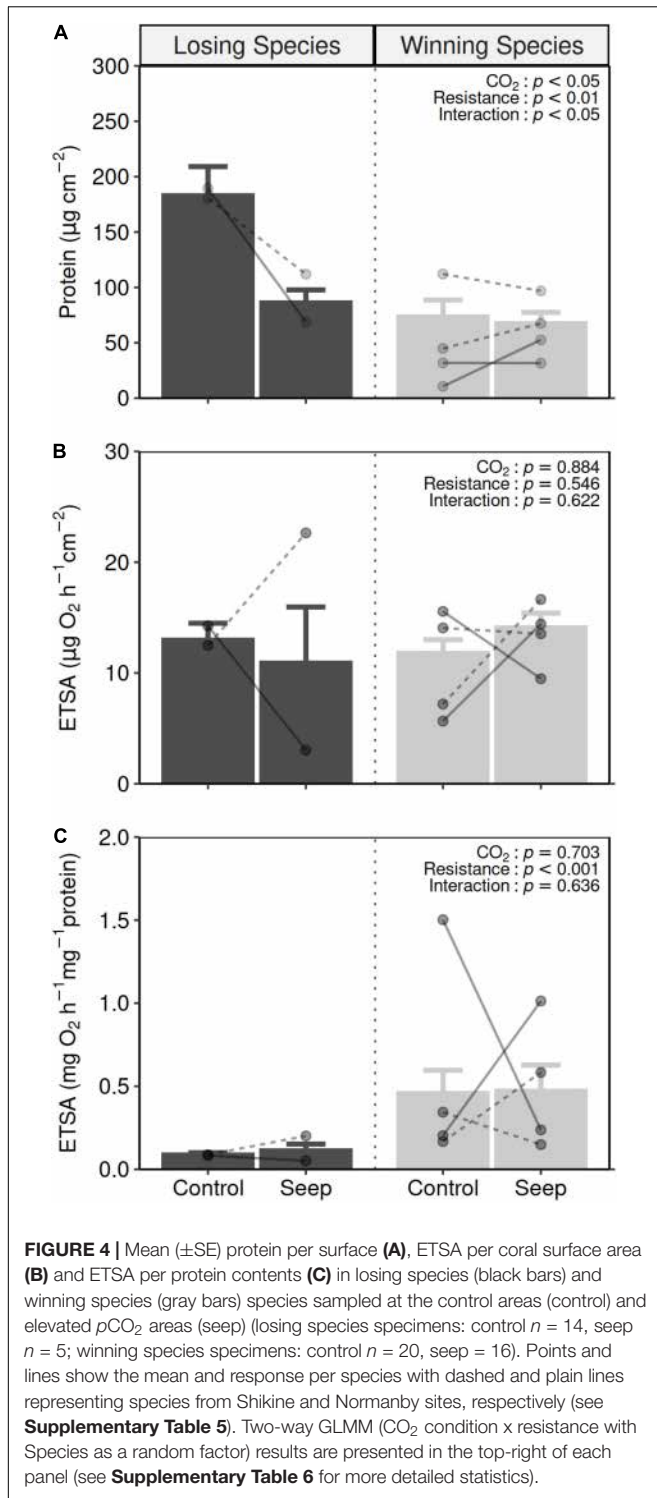 A
Losing Species Winning Species
CO₂ : p < 0.05
Resistance : p < 0.01
Interaction : p < 0.05
300
250
200
150
100
50
0
Protein (µg cm⁻²)
B
CO₂ : p = 0.884
Resistance : p = 0.546
Interaction : p = 0.622
30
20
10
0
ETSA (µg O₂ h⁻¹cm⁻²)
C
CO₂ : p = 0.703
Resistance : p < 0.001
Interaction : p = 0.636
2.0
1.5
1.0
0.5
0.0
ETSA (mg O₂ h⁻¹mg⁻¹protein)
Control Seep Control Seep
FIGURE 4 | Mean (±SE) protein per surface (A), ETSA per coral surface area
(B) and ETSA per protein contents (C) in losing species (black bars) and
winning species (gray bars) species sampled at the control areas (control) and
elevated pCO₂ areas (seep) (losing species specimens: control n = 14, seep
n = 5; winning species specimens: control n = 20, seep = 16). Points and
lines show the mean and response per species with dashed and plain lines
representing species from Shikine and Normanby sites, respectively (see
Supplementary Table 5). Two-way GLMM (CO₂ condition x resistance with
Species as a random factor) results are presented in the top-right of each
panel (see Supplementary Table 6 for more detailed statistics).